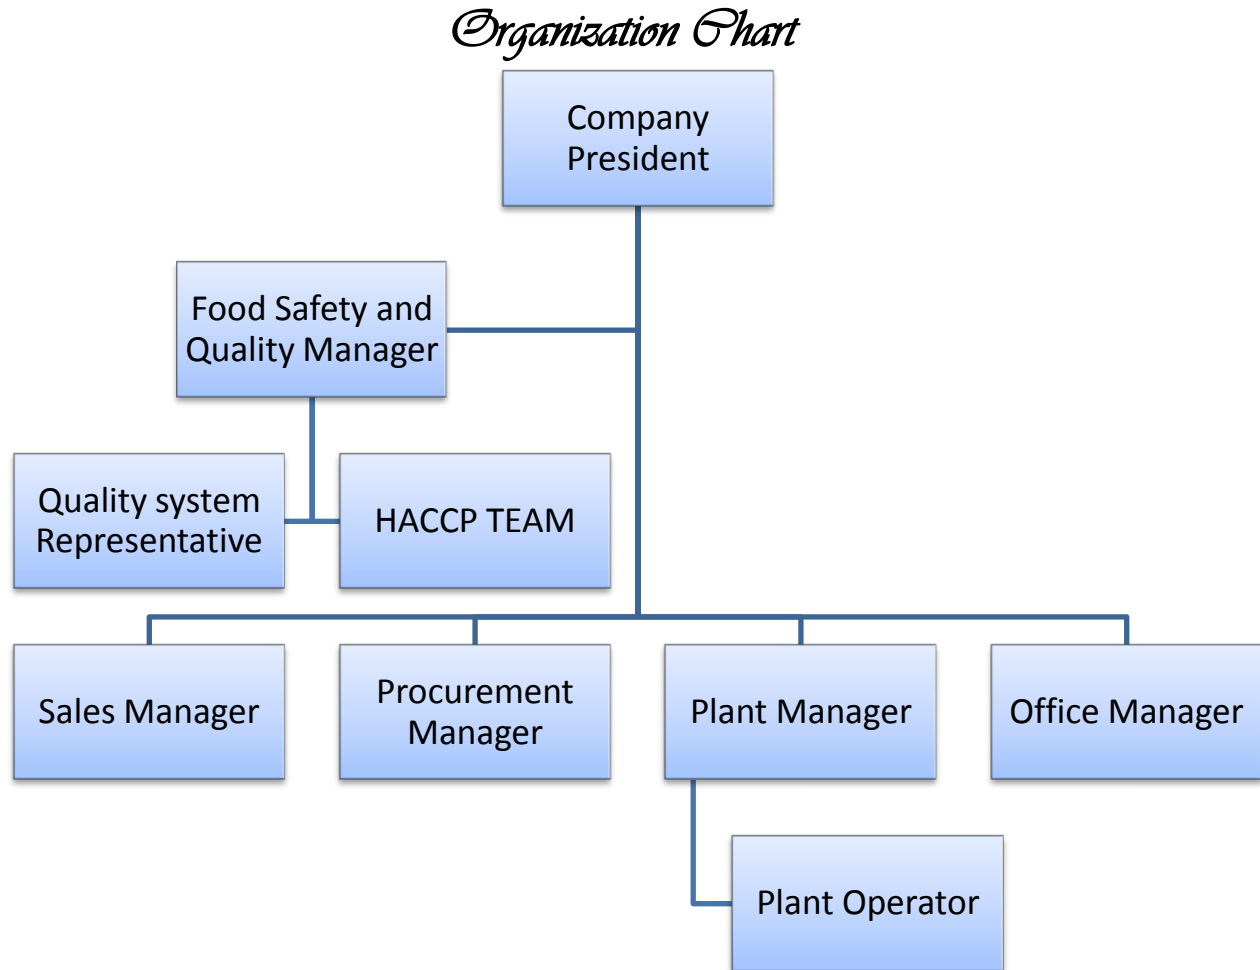 Organization Chart
Company
President
Food Safety and
Quality Manager
Quality system
Representative
HACCP TEAM
Sales Manager
Procurement
Manager
Plant Manager
Office Manager
Plant Operator